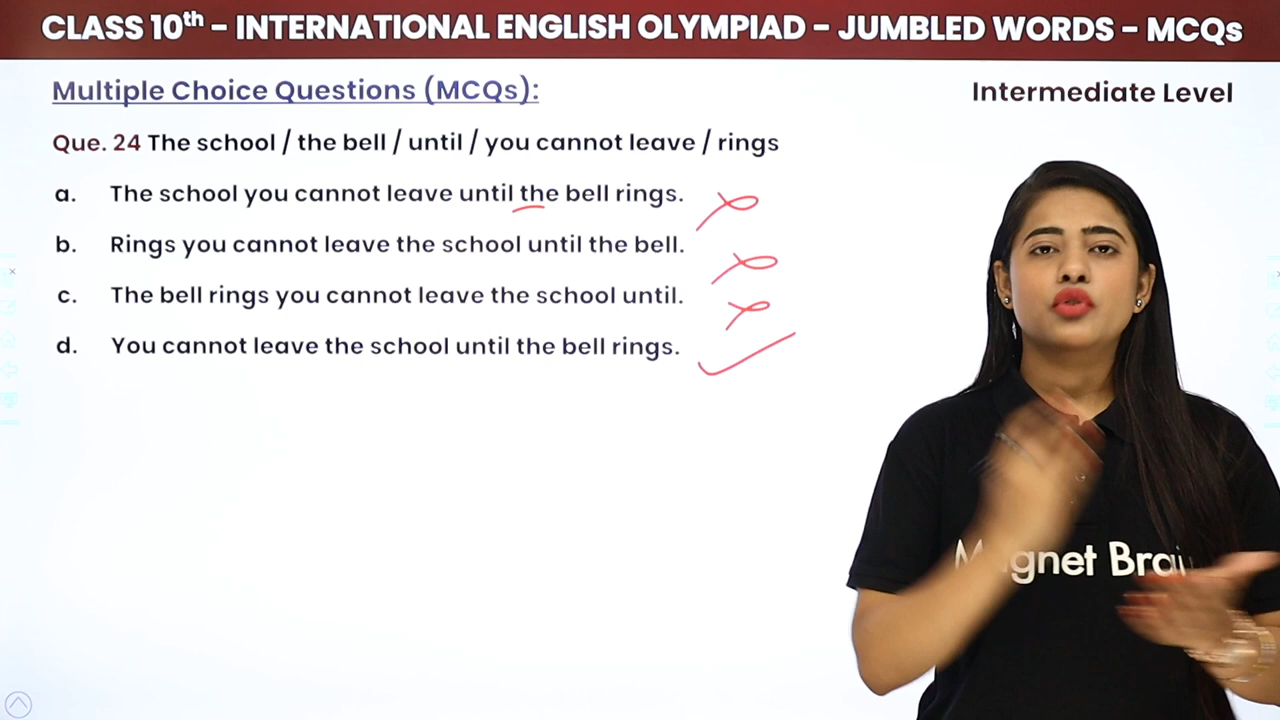 CLASS 10th - INTERNATIONAL ENGLISH OLYMPIAD - JUMBLED WORDS - MCQs
Multiple Choice Questions (MCQs):
Intermediate Level
Que. 24 The school / the bell / until / you cannot leave / rings
a. The school you cannot leave until the bell rings.
b. Rings you cannot leave the school until the bell.
c. The bell rings you cannot leave the school until.
d. You cannot leave the school until the bell rings.